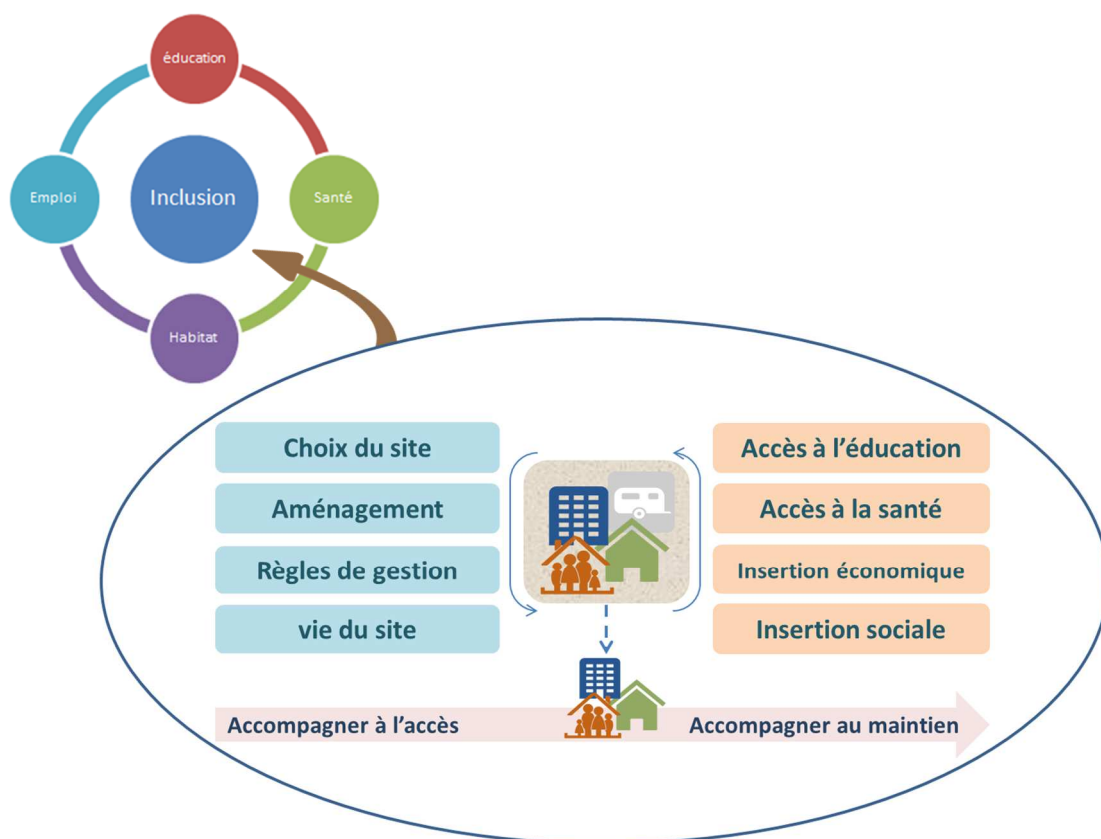 éducation
Emploi
Inclusion
Santé
Habitat
Choix du site
Aménagement
Règles de gestion
vie du site
Accès à l'éducation
Accès à la santé
Insertion économique
Insertion sociale
Accompagner à l'accès
Accompagner au maintien